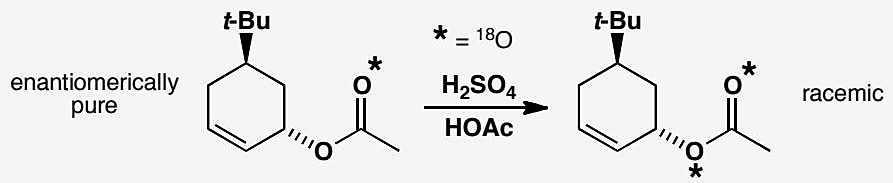 t-Bu
t-Bu
* = ¹⁸O
*
*
enantiomerically
pure
O
H₂SO₄
O
racemic
HOAc
O
O
*